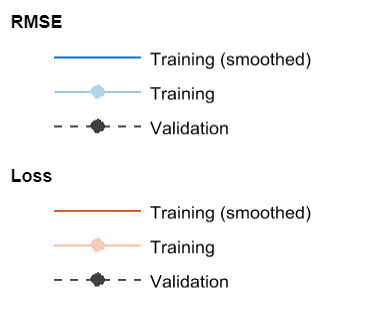 RMSE
Training (smoothed)
Training
Validation
Loss
Training (smoothed)
Training
Validation